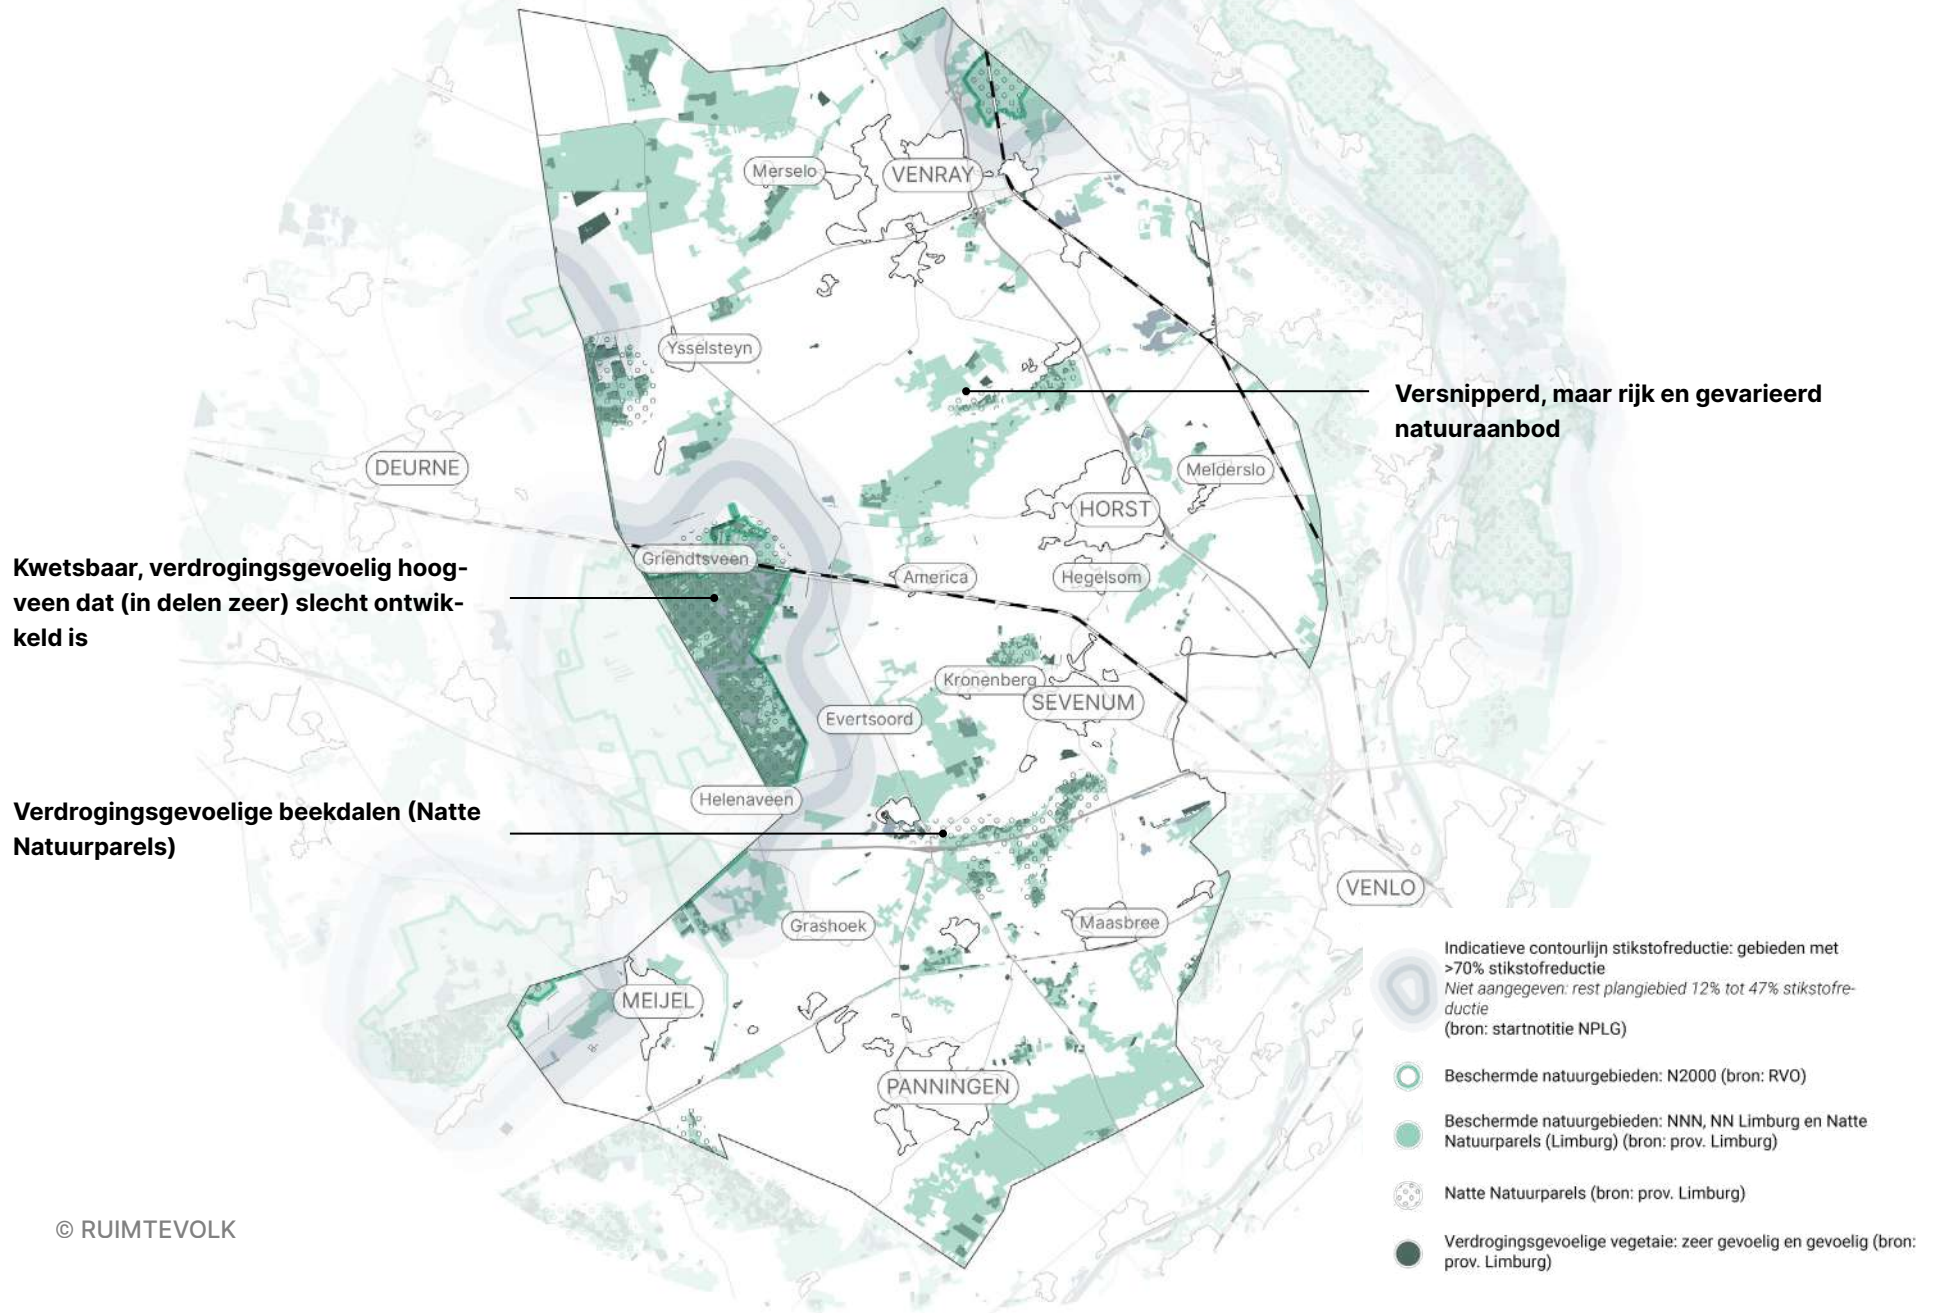 Merselo
VENRAY
Ysselsteyn
Versnipperd, maar rijk en gevarieerd
natuuraanbod
DEURNE
Melderslo
HORST
Kwetsbaar, verdrogingsgevoelig hoog-
veen dat (in delen zeer) slecht ontwik-
keld is
Griendtsveen
America
Hegelsom
Kronenberg
SEVENUM
Evertsoord
Helenaveen
Verdrogingsgevoelige beekdalen (Natte
Natuurparels)
VENLO
Grashoek
Maasbree
MEIJEL
PANNINGEN
Indicatieve contourlijn stikstofreductie: gebieden met
>70% stikstofreductie
Niet aangegeven: rest plangiebied 12% tot 47% stikstofre-
ductie
(bron: startnotitie NPLG)
Beschermde natuurgebieden: N2000 (bron: RVO)
Beschermde natuurgebieden: NNN, NN Limburg en Natte
Natuurparels (Limburg) (bron: prov. Limburg)
Natte Natuurparels (bron: prov. Limburg)
Verdrogingsgevoelige vegetaie: zeer gevoelig en gevoelig (bron:
prov. Limburg)
© RUIMTEVOLK